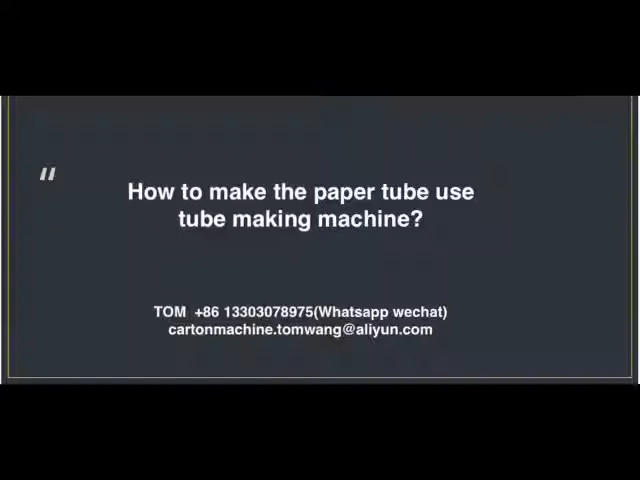 “
How to make the paper tube use
tube making machine?
TOM +86 13303078975(Whatsapp wechat)
cartonmachine.tomwang@aliyun.com